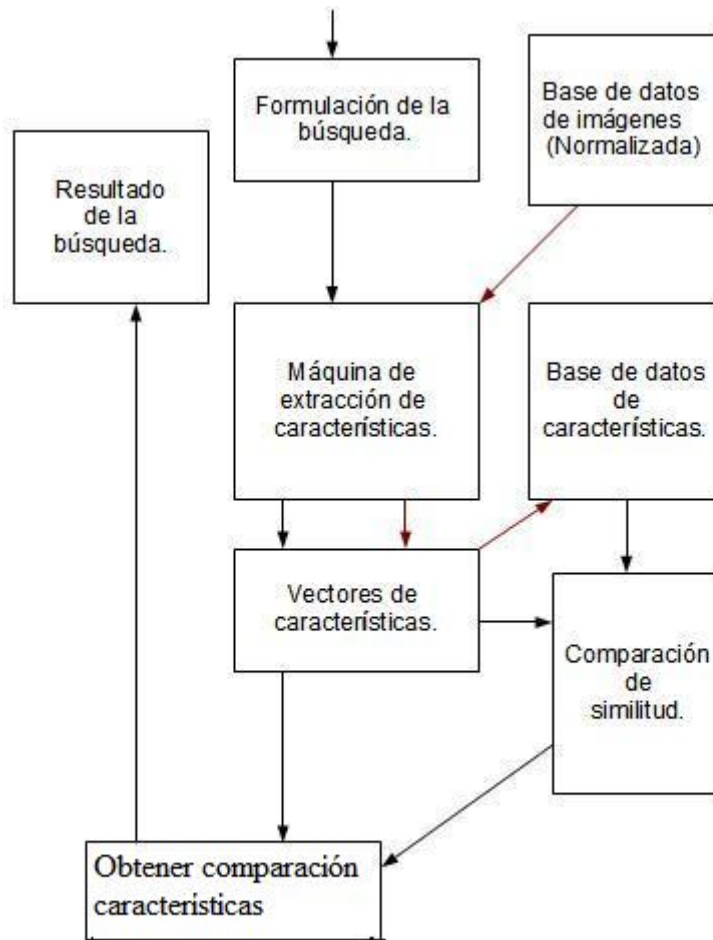 Formulación de la
búsqueda.
Base de datos
de imágenes
(Normalizada)
Resultado
de la
búsqueda.
Máquina de
extracción de
características.
Base de datos
de
características.
Vectores de
características.
Comparación
de
similitud.
Obtener comparación
características